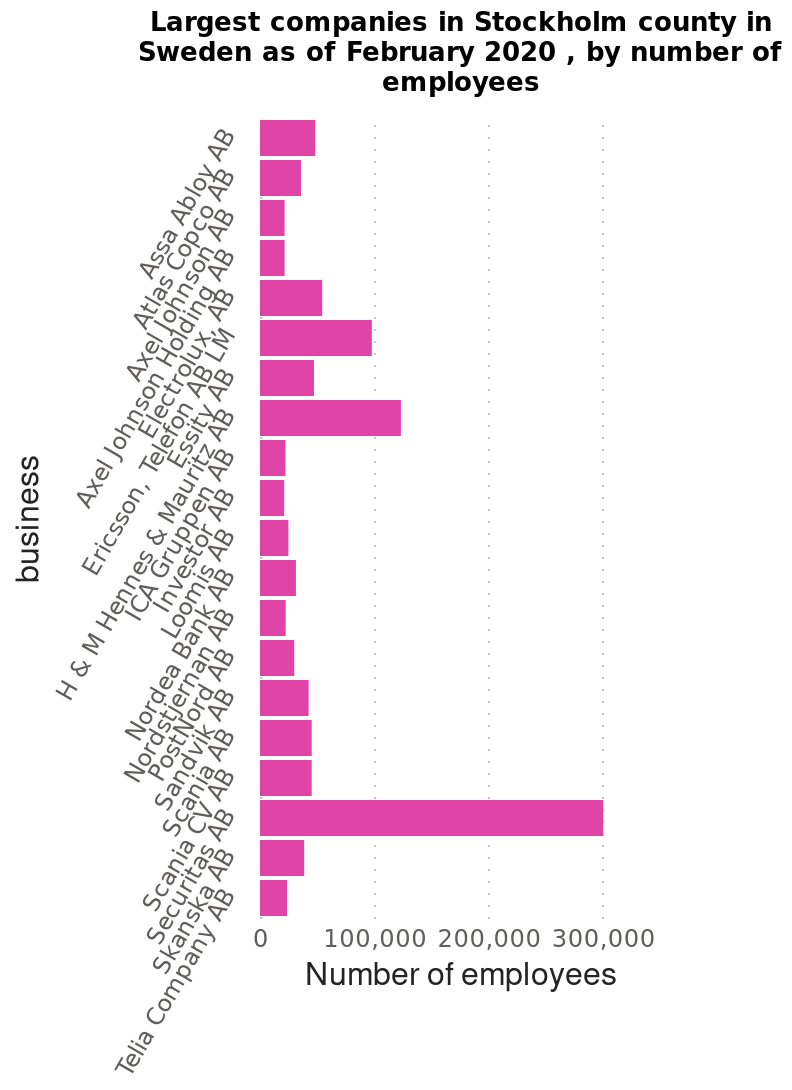 Largest companies in Stockholm county in
Sweden as of February 2020 , by number of
employees
business
Assa Abloy AB
Atlas Copco AB
Axel Johnson AB
Axel Johnson Holding AB
Electrolux, AB
Ericsson, Telefon AB LM
Essity AB
H & M Hennes & Mauritz AB
ICA Gruppen AB
Investor AB
Loomis AB
Nordea Bank AB
Nordstjernan AB
PostNord AB
Sandvik AB
Scania AB
Scania CV AB
Securitas AB
Skanska AB
Telia Company AB
0 100,000 200,000 300,000
Number of employees